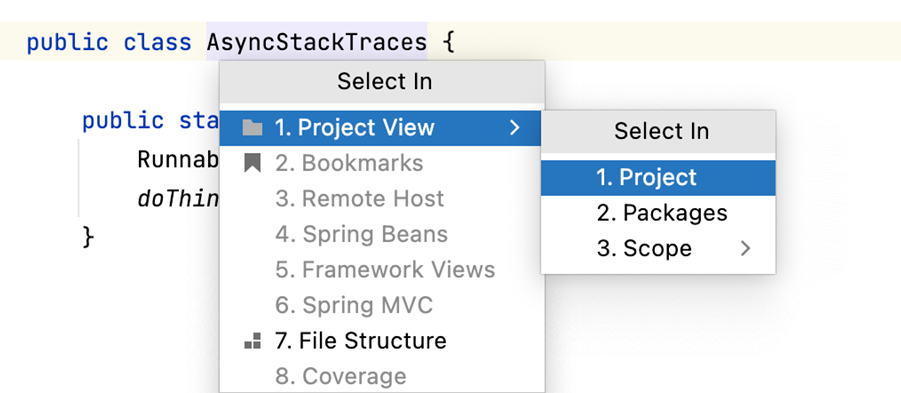 public class AsyncStackTraces {
Select In
public sta
1. Project View
Select In
Runnab
2. Bookmarks
1. Project
doThin
3. Remote Host
2. Packages
}
4. Spring Beans
3. Scope
5. Framework Views
6. Spring MVC
7. File Structure
8. Coverage